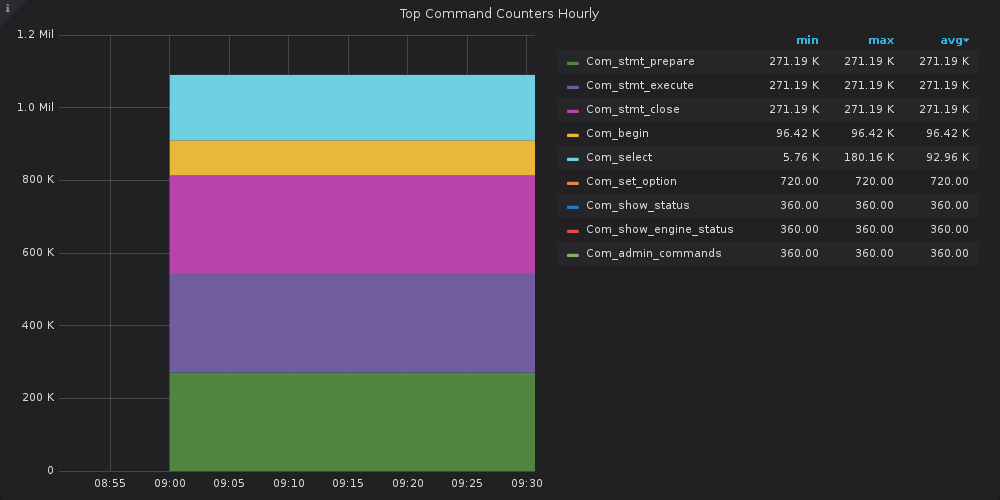 i
Top Command Counters Hourly
1.2 Mil
1.0 Mil
800 K
600 K
400 K
200 K
0
08:55 09:00 09:05 09:10 09:15 09:20 09:25 09:30
min max avg
Com_stmt_prepare 271.19 K 271.19 K 271.19 K
Com_stmt_execute 271.19 K 271.19 K 271.19 K
Com_stmt_close 271.19 K 271.19 K 271.19 K
Com_begin 96.42 K 96.42 K 96.42 K
Com_select 5.76 K 180.16 K 92.96 K
Com_set_option 720.00 720.00 720.00
Com_show_status 360.00 360.00 360.00
Com_show_engine_status 360.00 360.00 360.00
Com_admin_commands 360.00 360.00 360.00